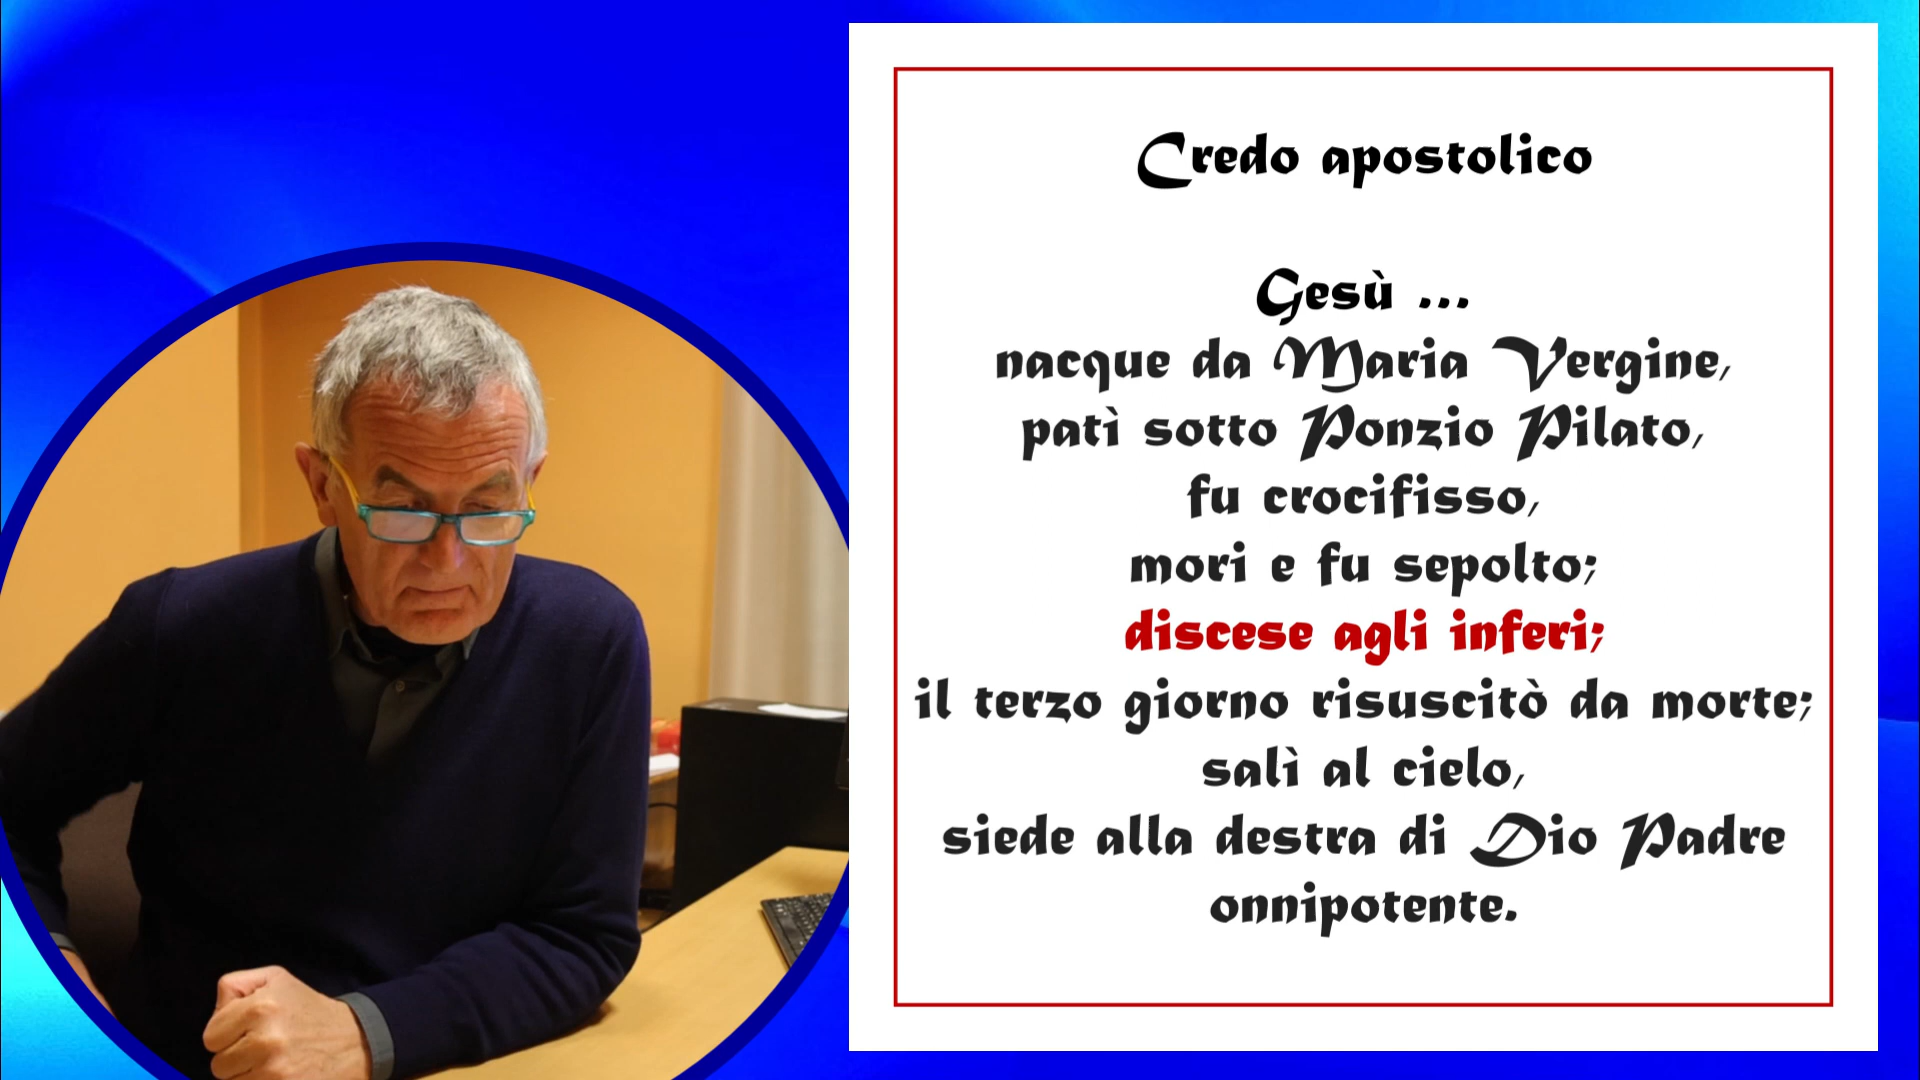 Credo apostolico
Gesù ...
nacque da Maria Vergine,
patì sotto Ponzio Pilato,
fu crocifisso,
mori e fu sepolto;
discese agli inferi;
il terzo giorno risuscitò da morte;
salì al cielo,
siede alla destra di Dio Padre
onnipotente.